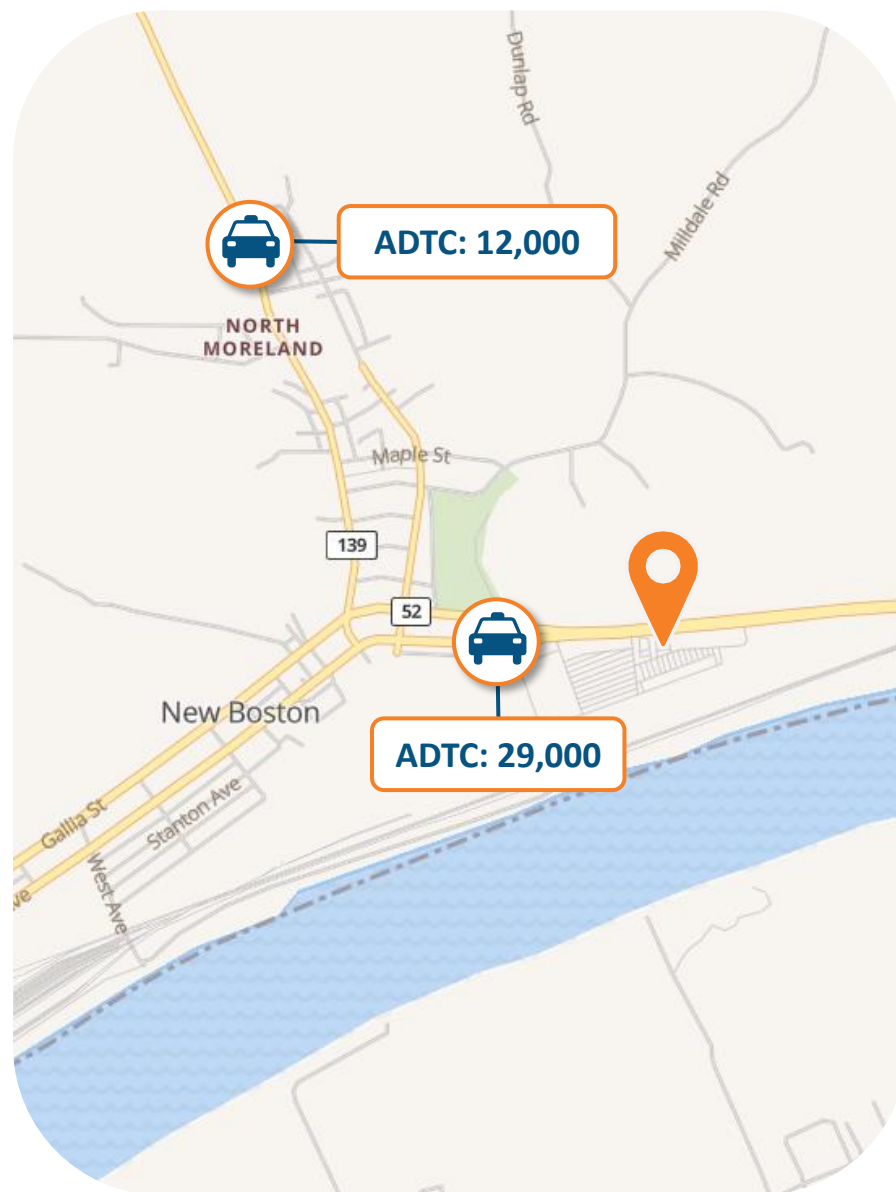 Dunlap Rd
Milldale Rd
ADTC: 12,000
NORTH
MORELAND
Maple St
139
52
New Boston
ADTC: 29,000
Gallia St
Stanton Ave
West Ave
ve